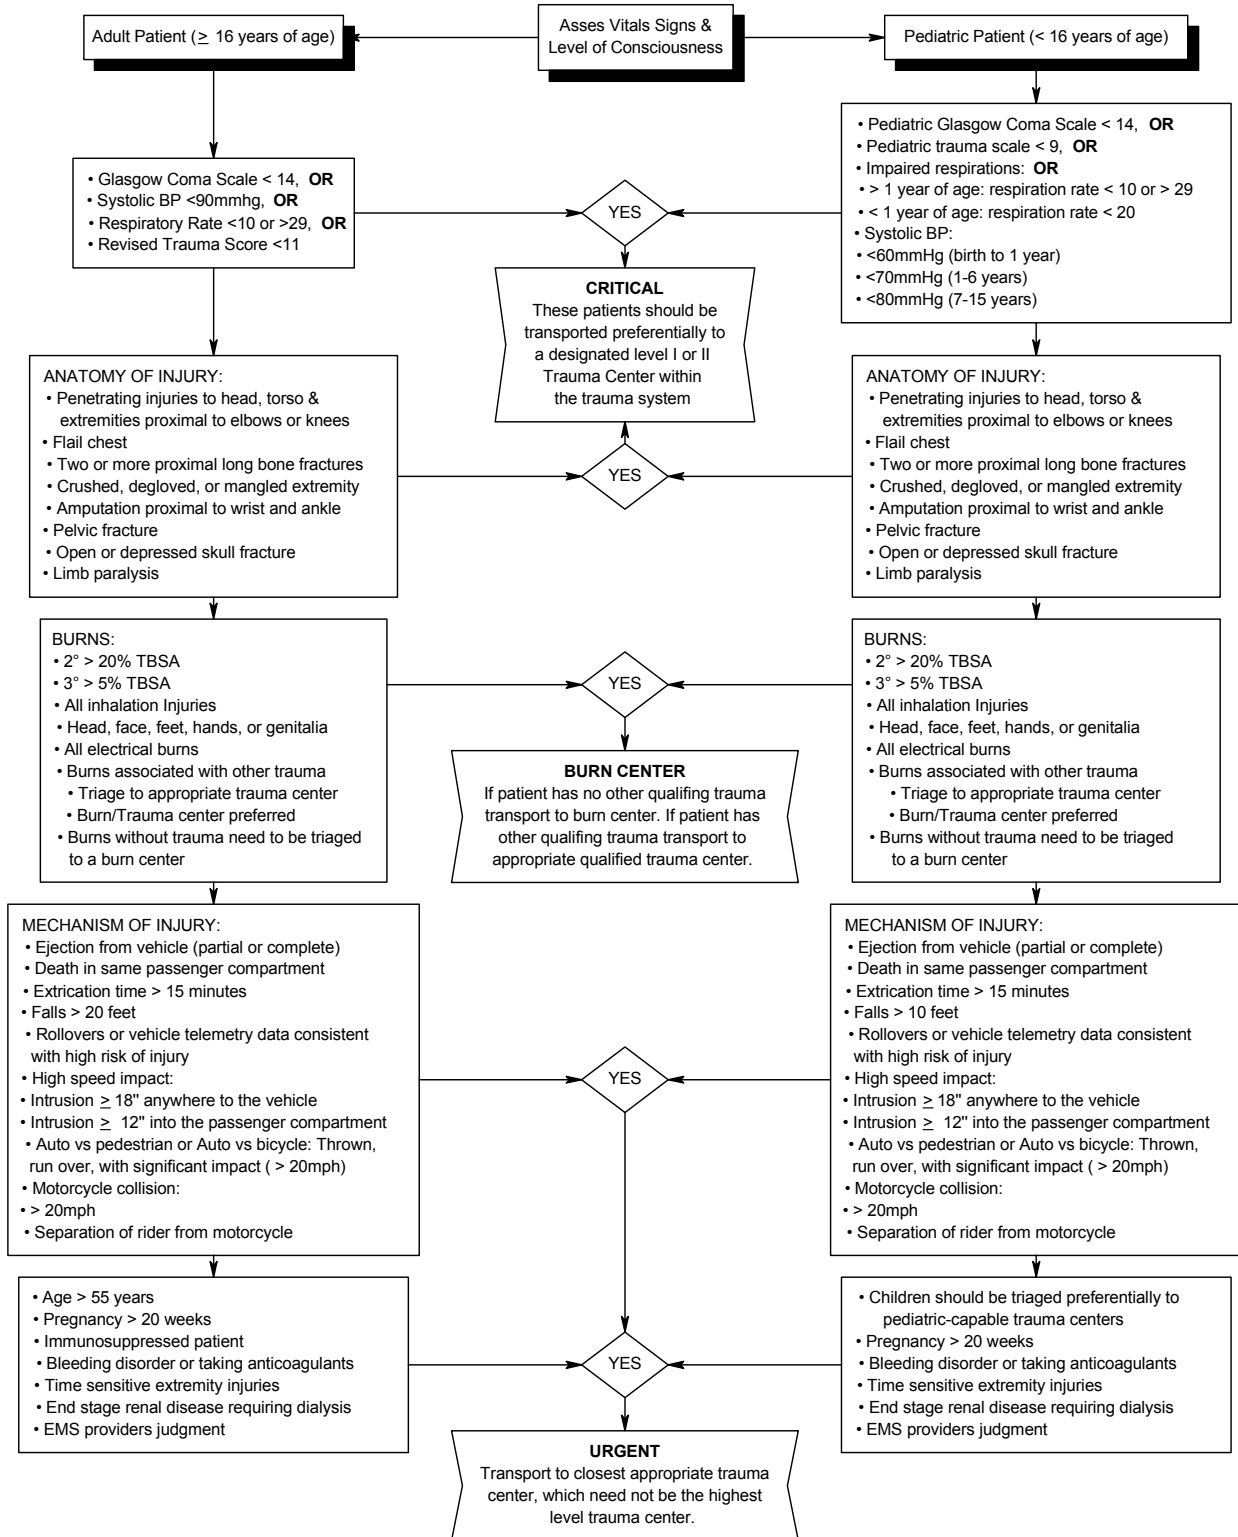 Adult Patient (≥ 16 years of age)
Asses Vitals Signs &
Level of Consciousness
Pediatric Patient (< 16 years of age)
• Glasgow Coma Scale < 14, OR
• Systolic BP <90mmhg, OR
• Respiratory Rate <10 or >29, OR
• Revised Trauma Score <11
YES
• Pediatric Glasgow Coma Scale < 14, OR
• Pediatric trauma scale < 9, OR
• Impaired respirations: OR
• > 1 year of age: respiration rate < 10 or > 29
• < 1 year of age: respiration rate < 20
• Systolic BP:
• <60mmHg (birth to 1 year)
• <70mmHg (1-6 years)
• <80mmHg (7-15 years)
CRITICAL
These patients should be
transported preferentially to
a designated level I or II
Trauma Center within
the trauma system
ANATOMY OF INJURY:
• Penetrating injuries to head, torso &
extremities proximal to elbows or knees
• Flail chest
• Two or more proximal long bone fractures
• Crushed, degloved, or mangled extremity
• Amputation proximal to wrist and ankle
• Pelvic fracture
• Open or depressed skull fracture
• Limb paralysis
YES
ANATOMY OF INJURY:
• Penetrating injuries to head, torso &
extremities proximal to elbows or knees
• Flail chest
• Two or more proximal long bone fractures
• Crushed, degloved, or mangled extremity
• Amputation proximal to wrist and ankle
• Pelvic fracture
• Open or depressed skull fracture
• Limb paralysis
BURNS:
• 2° > 20% TBSA
• 3° > 5% TBSA
• All inhalation Injuries
• Head, face, feet, hands, or genitalia
• All electrical burns
• Burns associated with other trauma
• Triage to appropriate trauma center
• Burn/Trauma center preferred
• Burns without trauma need to be triaged
to a burn center
YES
BURN CENTER
If patient has no other qualifing trauma
transport to burn center. If patient has
other qualifing trauma transport to
appropriate qualified trauma center.
BURNS:
• 2° > 20% TBSA
• 3° > 5% TBSA
• All inhalation Injuries
• Head, face, feet, hands, or genitalia
• All electrical burns
• Burns associated with other trauma
• Triage to appropriate trauma center
• Burn/Trauma center preferred
• Burns without trauma need to be triaged
to a burn center
MECHANISM OF INJURY:
• Ejection from vehicle (partial or complete)
• Death in same passenger compartment
• Extrication time > 15 minutes
• Falls > 20 feet
• Rollovers or vehicle telemetry data consistent
with high risk of injury
• High speed impact:
• Intrusion ≥ 18" anywhere to the vehicle
• Intrusion ≥ 12" into the passenger compartment
• Auto vs pedestrian or Auto vs bicycle: Thrown,
run over, with significant impact ( > 20mph)
• Motorcycle collision:
• > 20mph
• Separation of rider from motorcycle
YES
MECHANISM OF INJURY:
• Ejection from vehicle (partial or complete)
• Death in same passenger compartment
• Extrication time > 15 minutes
• Falls > 10 feet
• Rollovers or vehicle telemetry data consistent
with high risk of injury
• High speed impact:
• Intrusion ≥ 18" anywhere to the vehicle
• Intrusion ≥ 12" into the passenger compartment
• Auto vs pedestrian or Auto vs bicycle: Thrown,
run over, with significant impact ( > 20mph)
• Motorcycle collision:
• > 20mph
• Separation of rider from motorcycle
• Age > 55 years
• Pregnancy > 20 weeks
• Immunosuppressed patient
• Bleeding disorder or taking anticoagulants
• Time sensitive extremity injuries
• End stage renal disease requiring dialysis
• EMS providers judgment
YES
• Children should be triaged preferentially to
pediatric-capable trauma centers
• Pregnancy > 20 weeks
• Bleeding disorder or taking anticoagulants
• Time sensitive extremity injuries
• End stage renal disease requiring dialysis
• EMS providers judgment
URGENT
Transport to closest appropriate trauma
center, which need not be the highest
level trauma center.